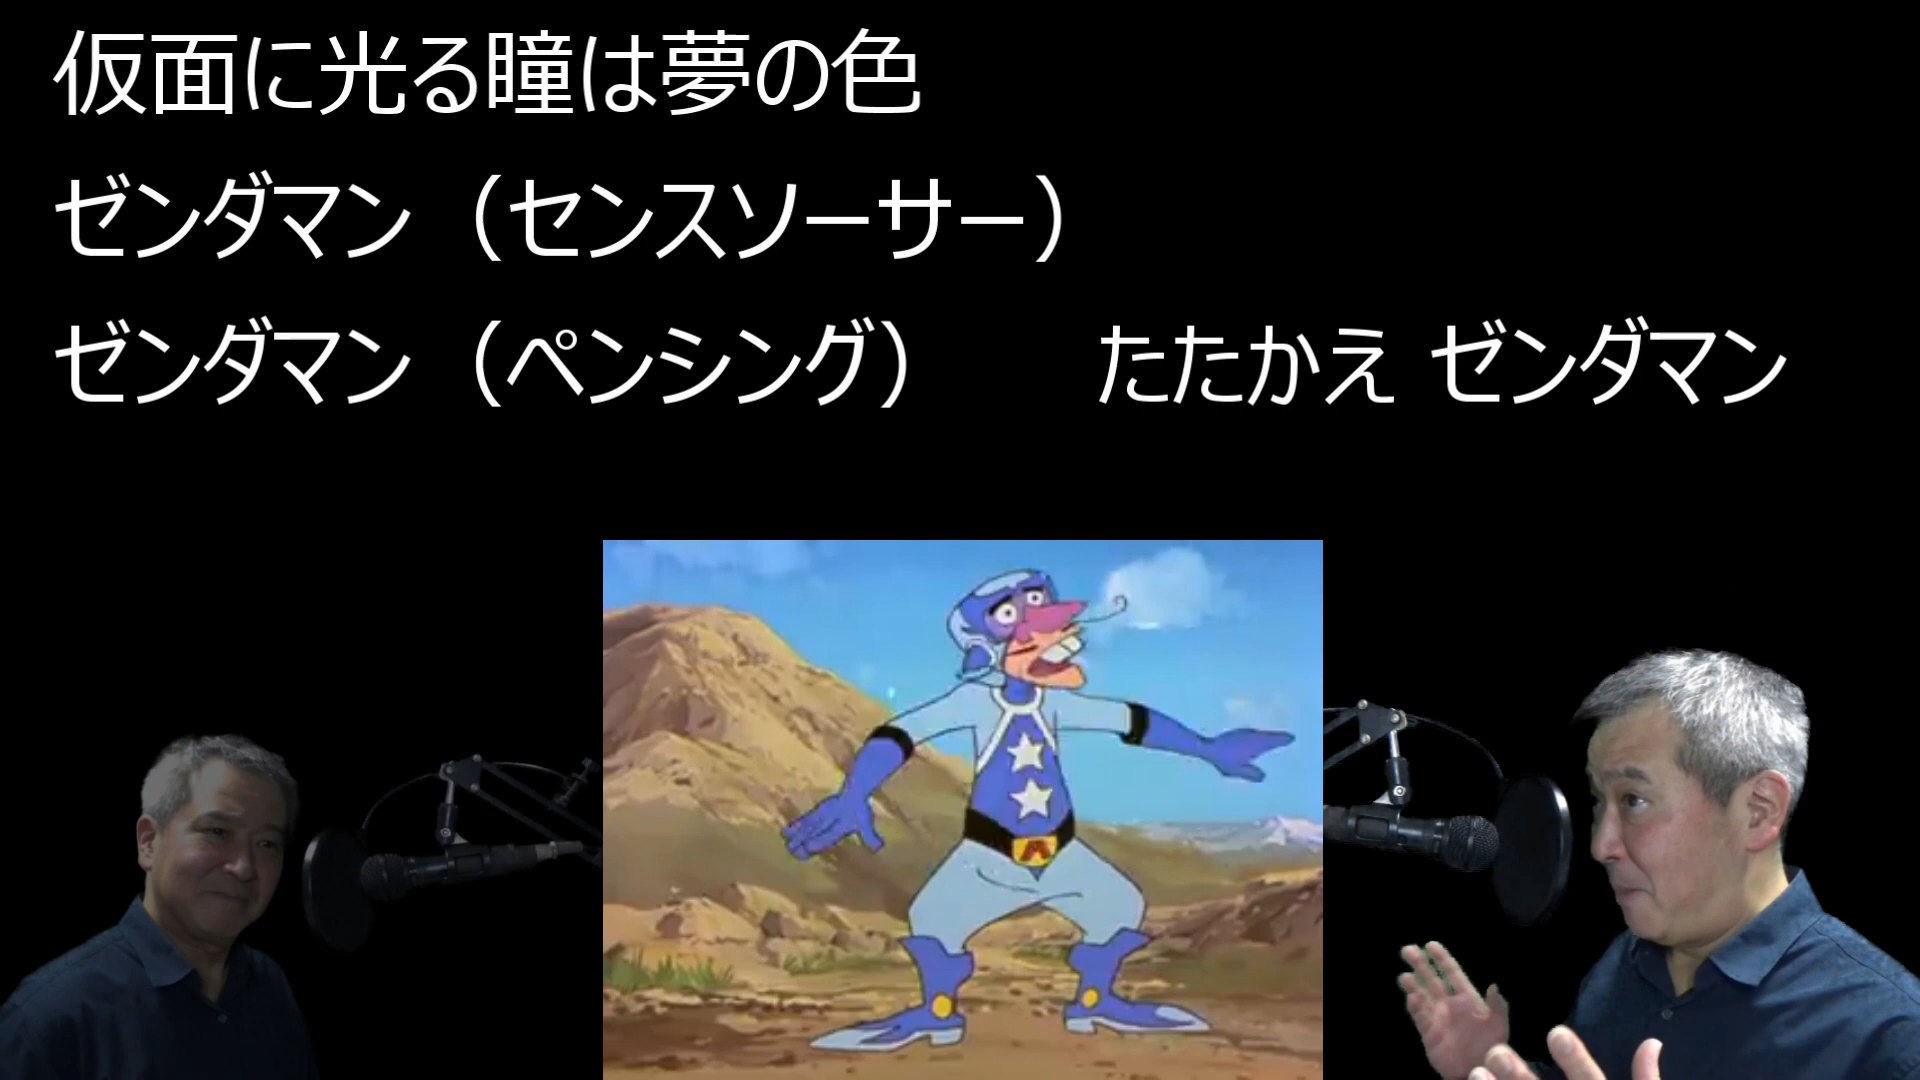 仮面に光る瞳は夢の色
ゼンダマン（センスソーサー）
ゼンダマン（ペンシング）　　たたかえ ゼンダマン